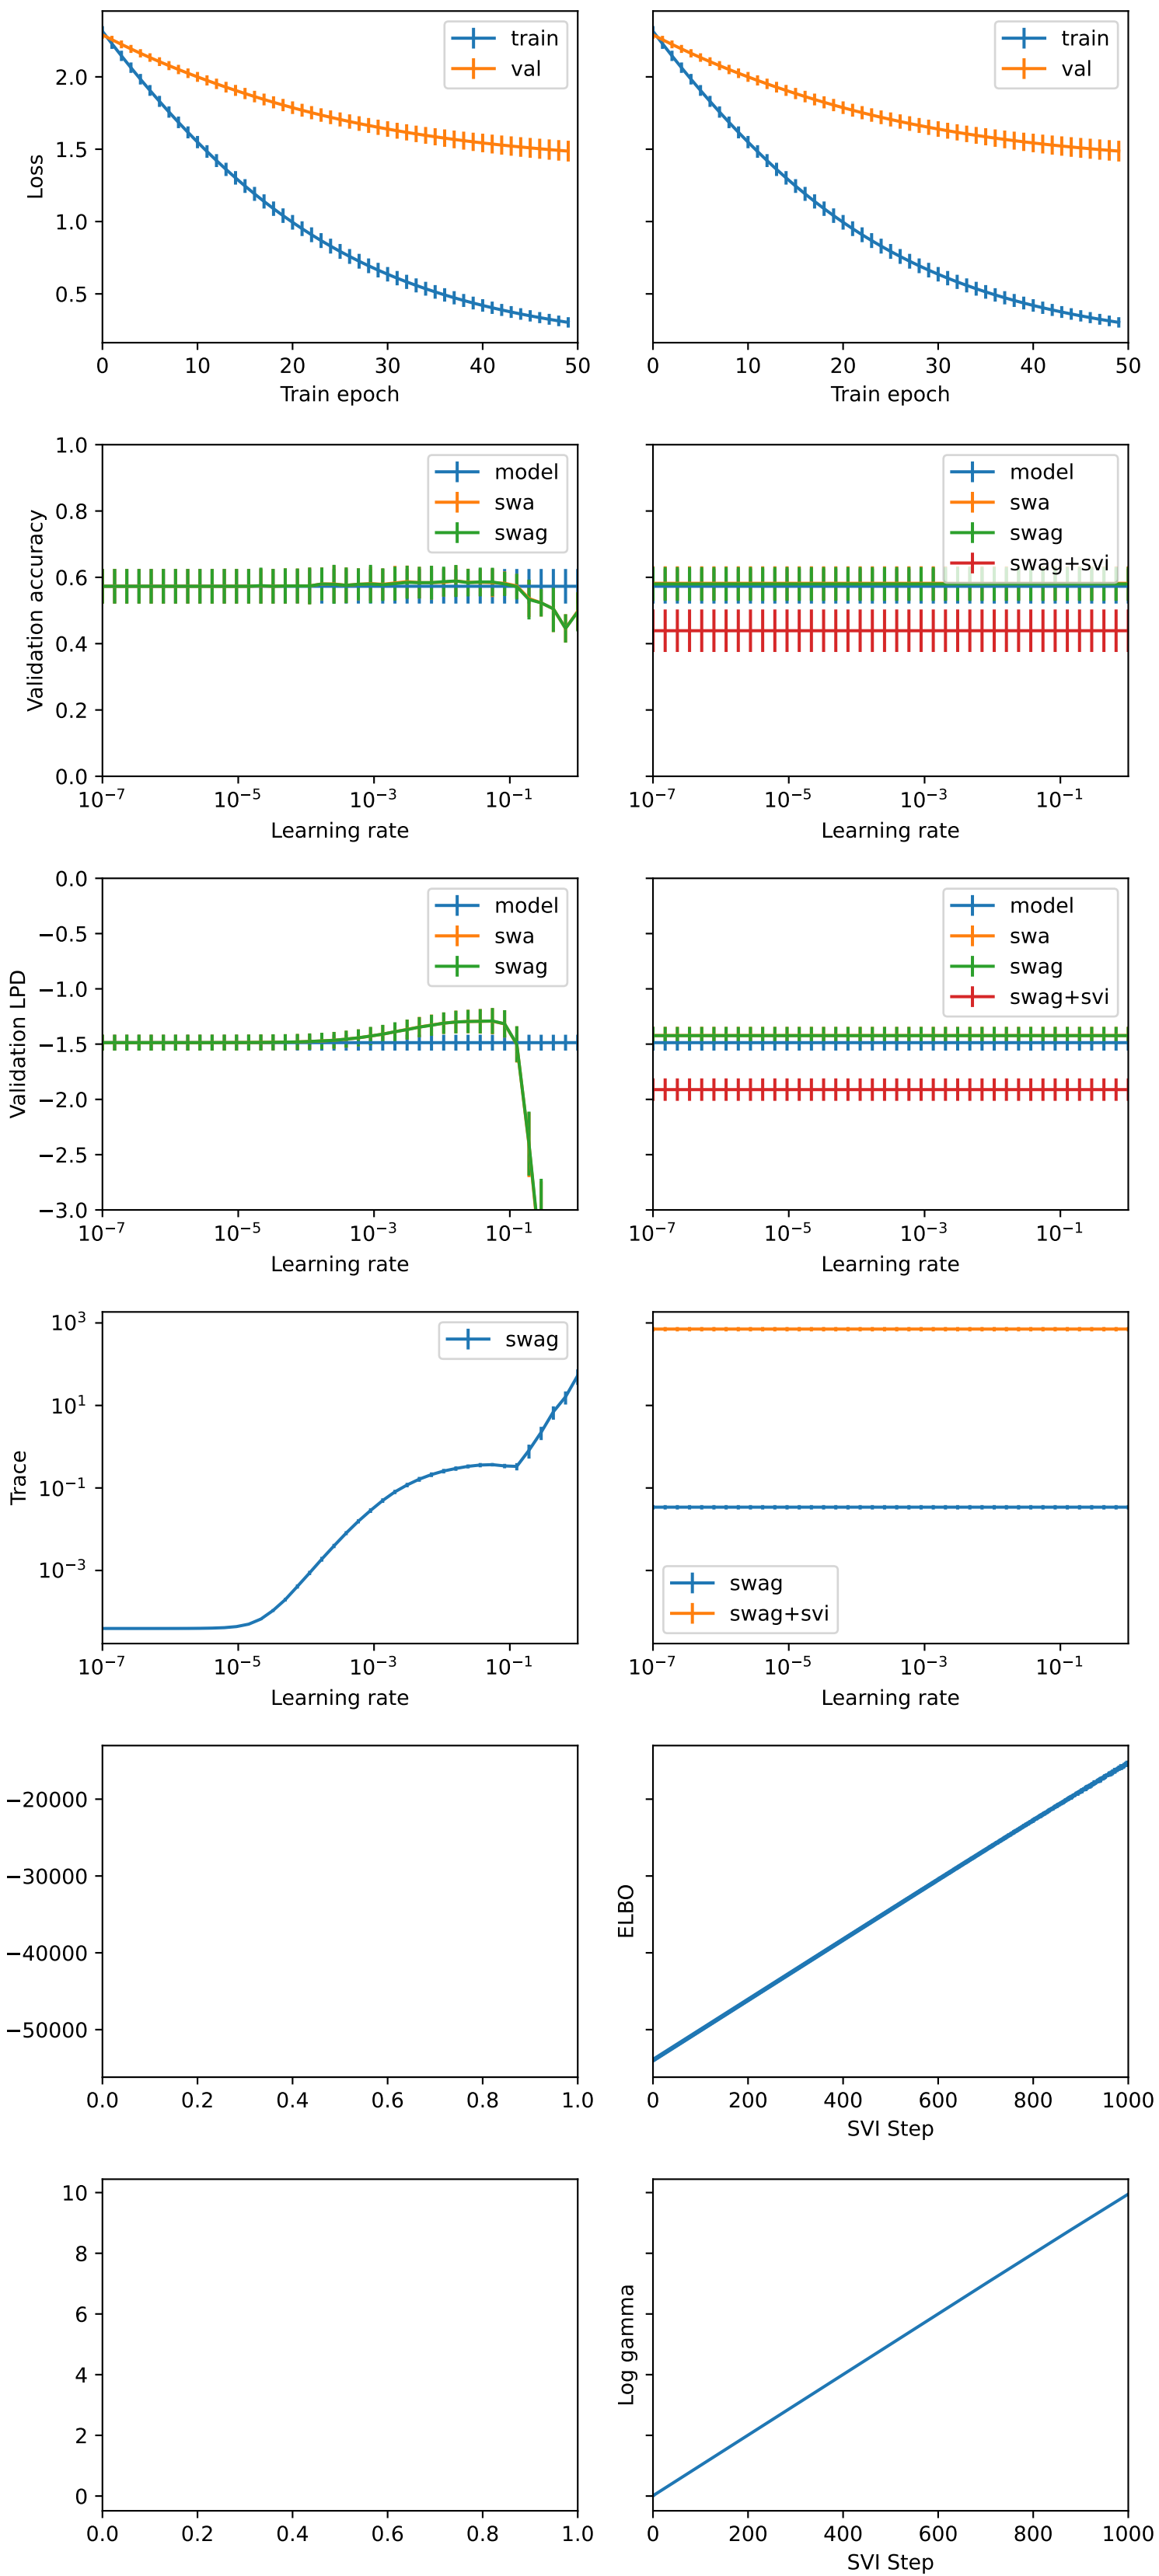 train
val
2.0
1.5
1.0
0.5
Loss
0 10 20 30 40 50
Train epoch
train
val
0 10 20 30 40 50
Train epoch
1.0
0.8
0.6
0.4
0.2
0.0
Validation accuracy
model
swa
swag
10⁻⁷ 10⁻⁵ 10⁻³ 10⁻¹
Learning rate
model
swa
swag
swag+svi
10⁻⁷ 10⁻⁵ 10⁻³ 10⁻¹
Learning rate
0.0
−0.5
−1.0
−1.5
−2.0
−2.5
−3.0
Validation LPD
model
swa
swag
10⁻⁷ 10⁻⁵ 10⁻³ 10⁻¹
Learning rate
model
swa
swag
swag+svi
10⁻⁷ 10⁻⁵ 10⁻³ 10⁻¹
Learning rate
10³
10¹
10⁻¹
10⁻³
Trace
swag
10⁻⁷ 10⁻⁵ 10⁻³ 10⁻¹
Learning rate
swag
swag+svi
10⁻⁷ 10⁻⁵ 10⁻³ 10⁻¹
Learning rate
−20000
−30000
−40000
−50000
0.0 0.2 0.4 0.6 0.8 1.0
ELBO
0 200 400 600 800 1000
SVI Step
10
8
6
4
2
0
0.0 0.2 0.4 0.6 0.8 1.0
Log gamma
0 200 400 600 800 1000
SVI Step